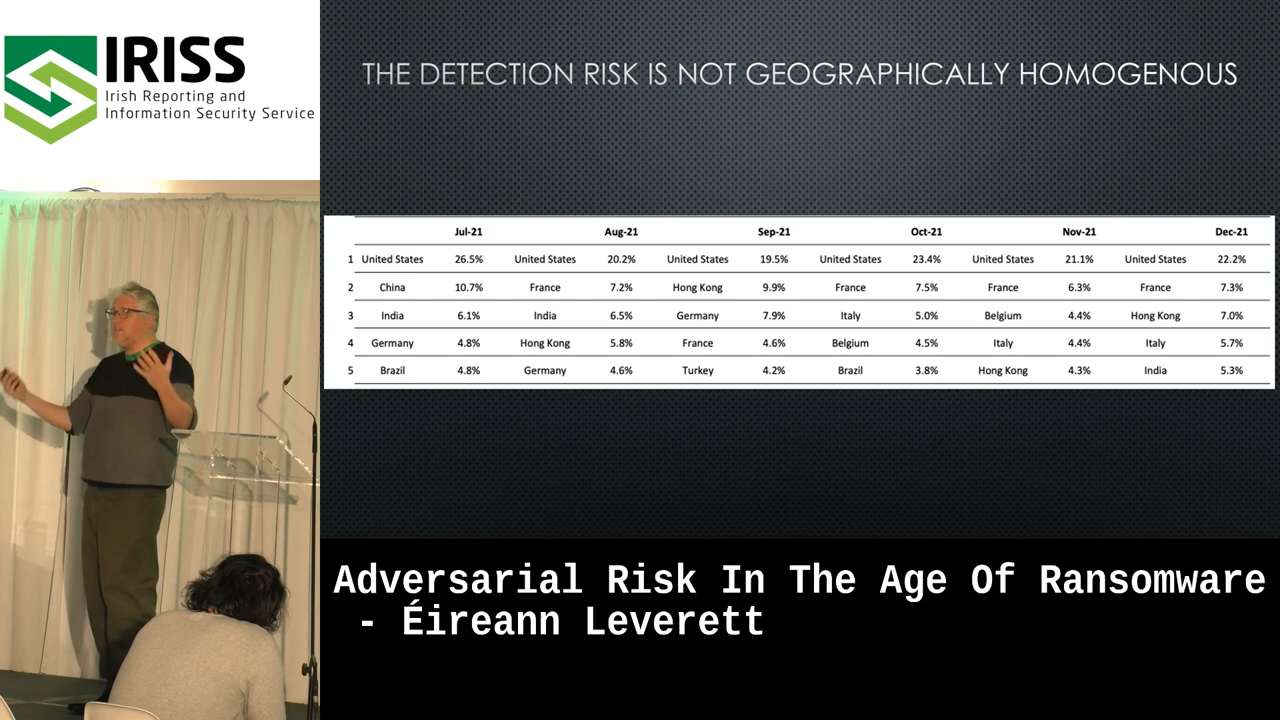 IRISS
Irish Reporting and
Information Security Service
THE DETECTION RISK IS NOT GEOGRAPHICALLY HOMOGENOUS
Jul-21 Aug-21 Sep-21 Oct-21 Nov-21 Dec-21
1 United States 26.5% United States 20.2% United States 19.5% United States 23.4% United States 21.1% United States 22.2%
2 China 10.7% France 7.2% Hong Kong 9.9% France 7.5% France 6.3% France 7.3%
3 India 6.1% India 6.5% Germany 7.9% Italy 5.0% Belgium 4.4% Hong Kong 7.0%
4 Germany 4.8% Hong Kong 5.8% France 4.6% Belgium 4.5% Italy 4.4% Italy 5.7%
5 Brazil 4.8% Germany 4.6% Turkey 4.2% Brazil 3.8% Hong Kong 4.3% India 5.3%
Adversarial Risk In The Age Of Ransomware
- Éireann Leverett